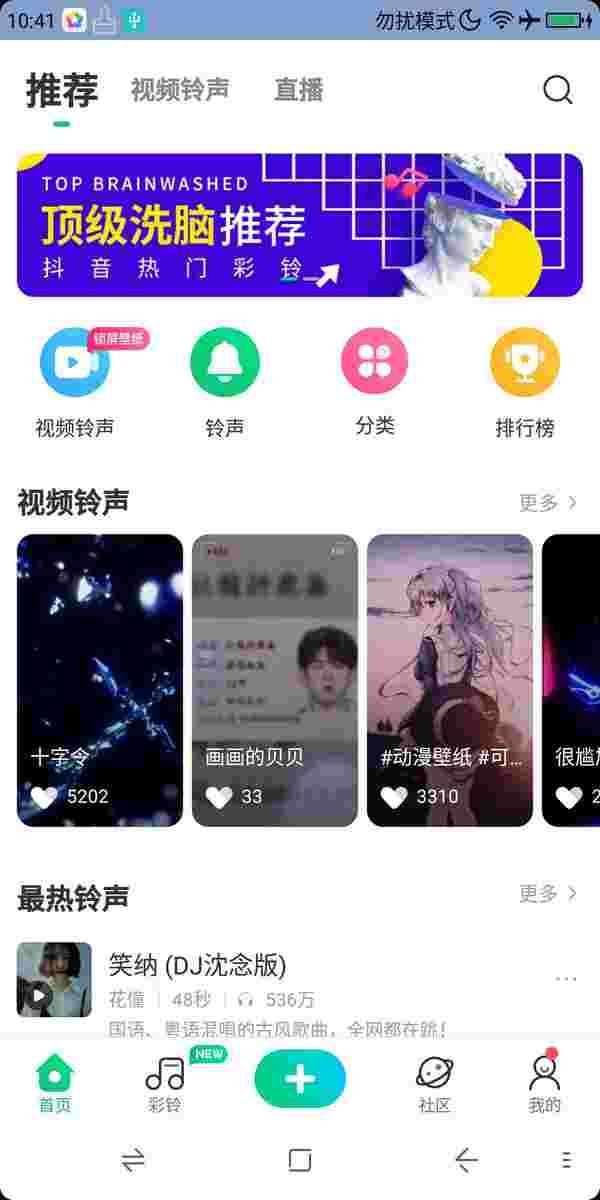 10:41
勿扰模式
推荐 视频铃声 直播
TOP BRAINWASHED
顶级洗脑推荐
抖音热门彩铃
锁屏壁纸
视频铃声 铃声 分类 排行榜
视频铃声 更多
十字令 画画的贝贝 #动漫壁纸 #可... 很尴
5202 33 3310 2
最热铃声 更多
笑纳 (DJ沈念版)
花僮 48秒 536万
国语、粤语混唱的古风歌曲，全网都在跳！
NEW
首页 彩铃 社区 我的